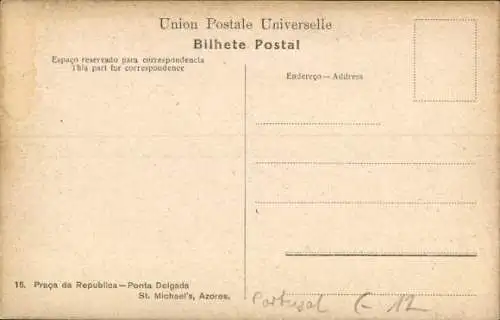 Union Postale Universelle
Bilhete Postal
Espaço reservado para correspondencia
This part for correspondence
Endereço — Address
16. Praça da Republica — Ponta Delgada
St. Michael's, Azores.
Portugal